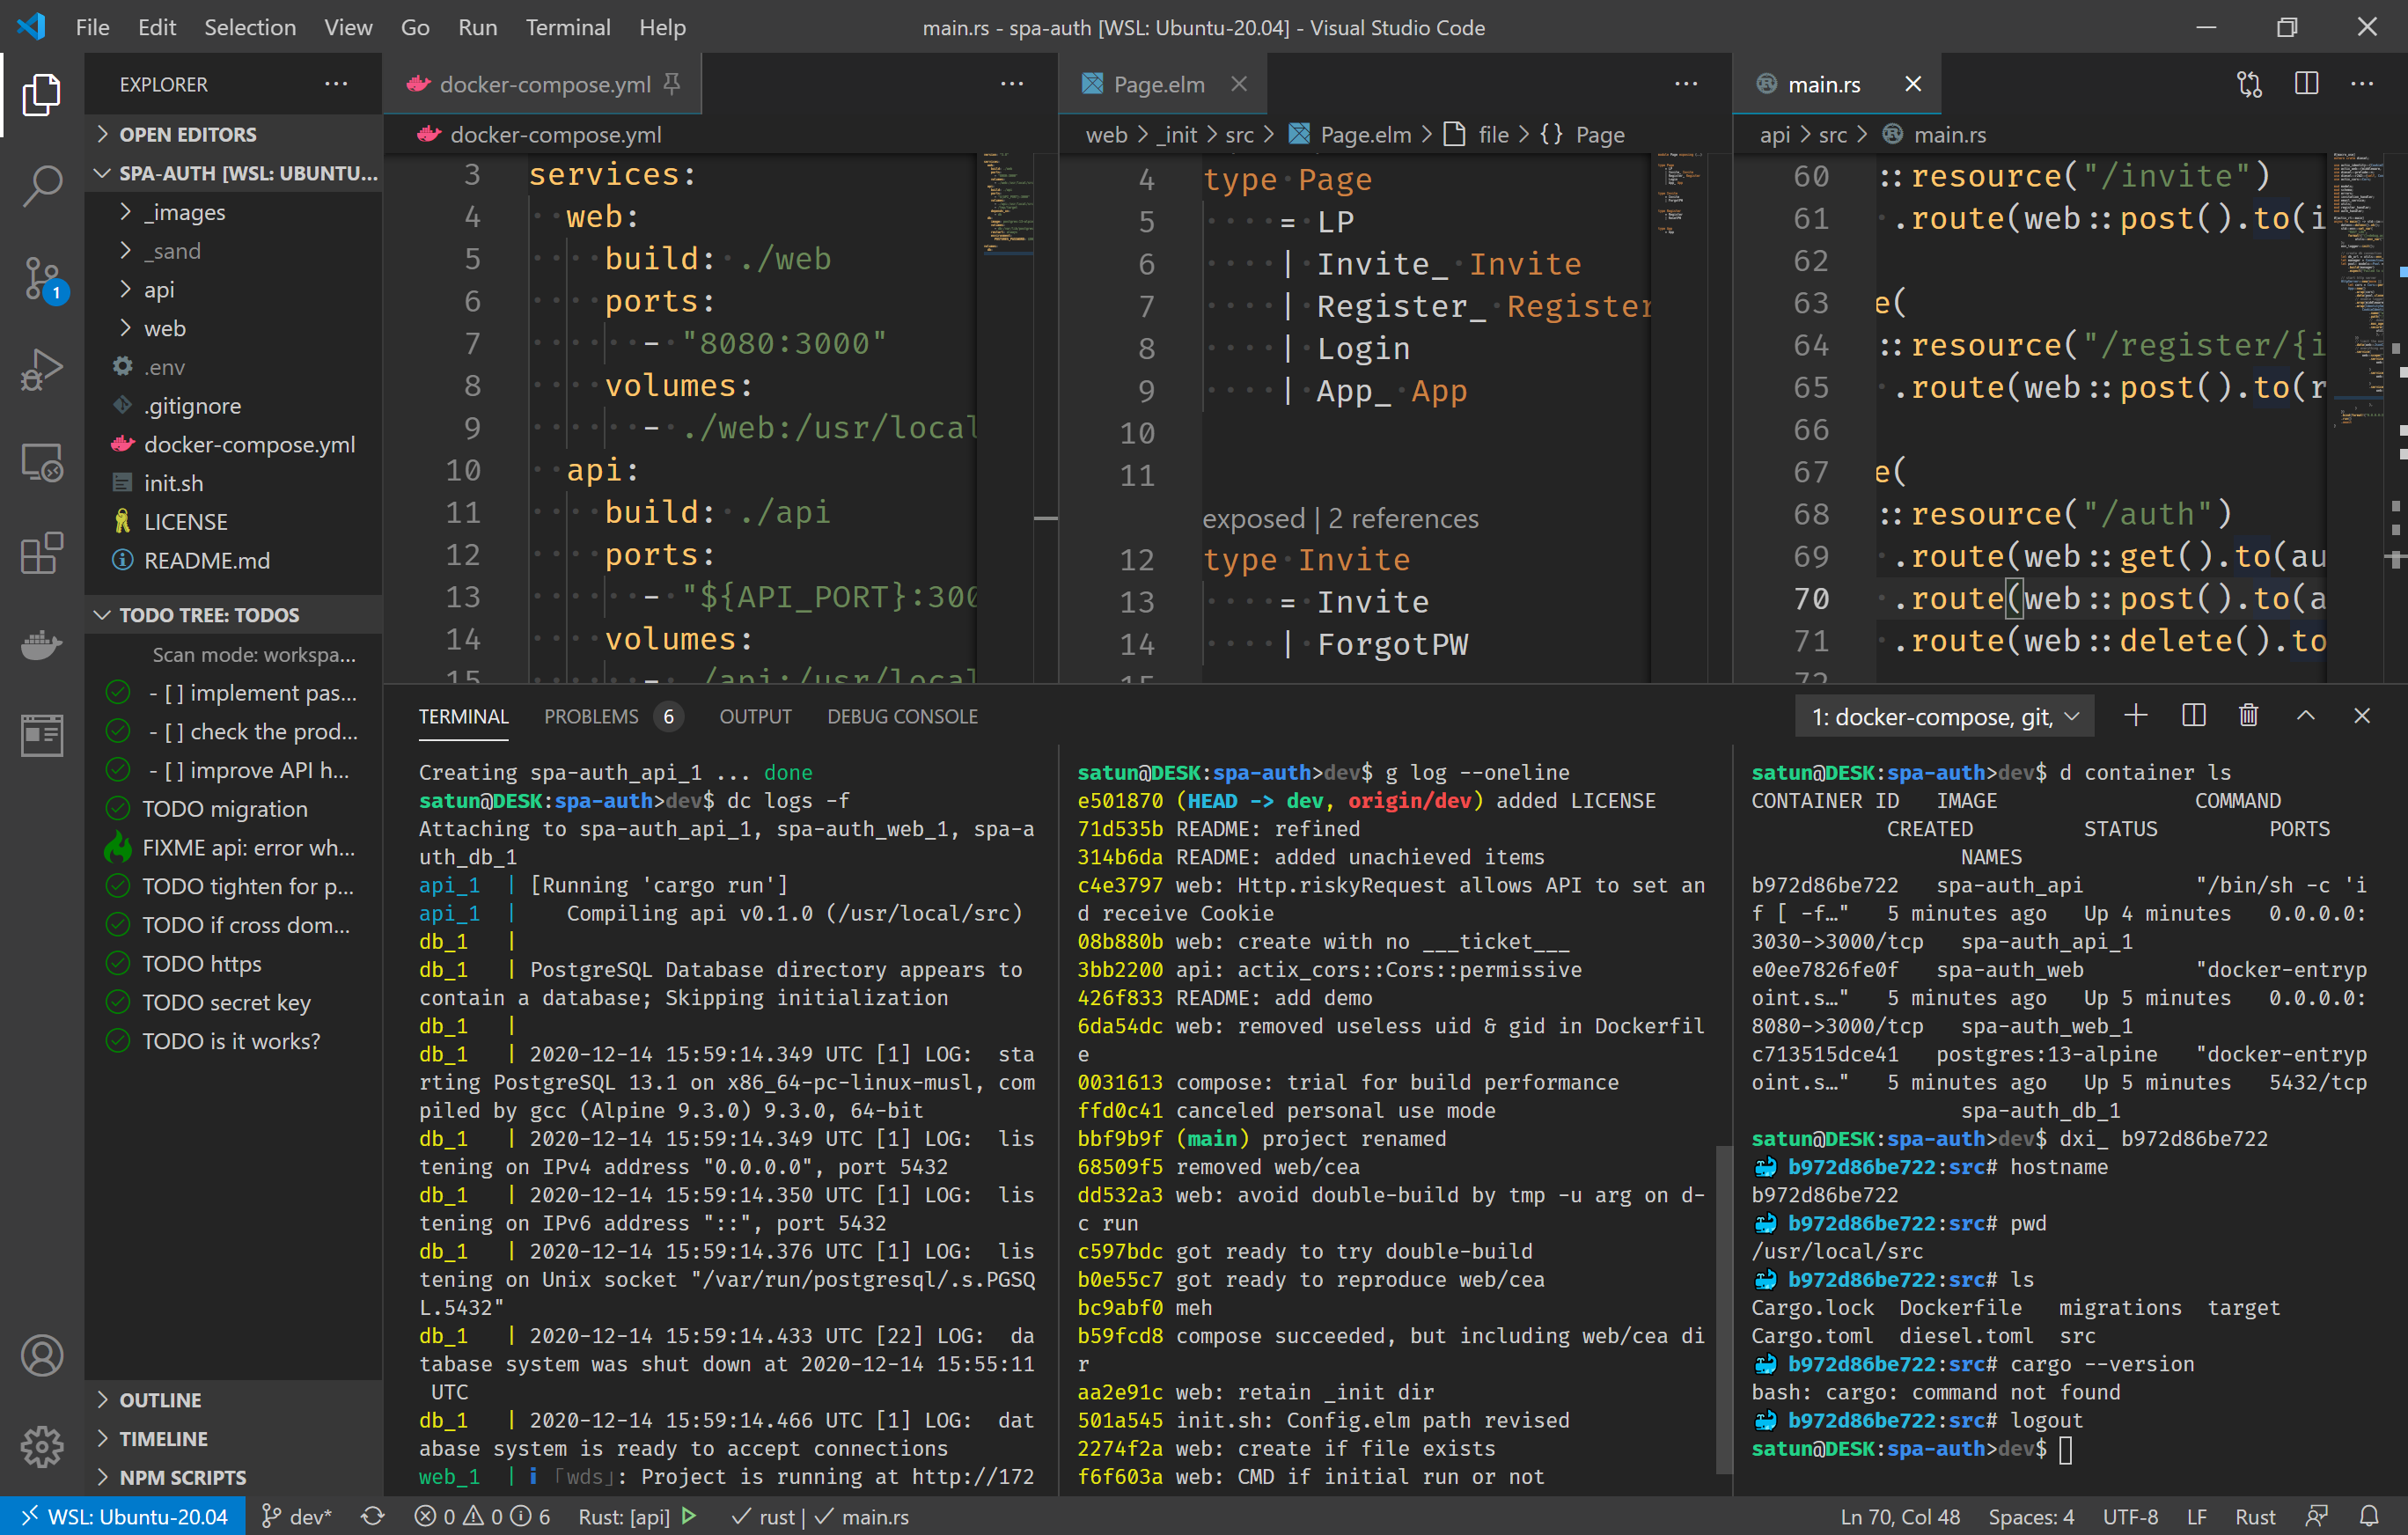 File Edit Selection View Go Run Terminal Help
main.rs - spa-auth [WSL: Ubuntu-20.04] - Visual Studio Code
EXPLORER
OPEN EDITORS
SPA-AUTH [WSL: UBUNTU...
_images
_sand
api
web
.env
.gitignore
docker-compose.yml
init.sh
LICENSE
README.md
TODO TREE: TODOS
Scan mode: workspa...
- [ ] implement pas...
- [ ] check the prod...
- [ ] improve API h...
TODO migration
FIXME api: error wh...
TODO tighten for p...
TODO if cross dom...
TODO https
TODO secret key
TODO is it works?
OUTLINE
TIMELINE
NPM SCRIPTS
1
docker-compose.yml
docker-compose.yml
3 services:
4 web:
5 build: ./web
6 ports:
7 - "8080:3000"
8 volumes:
9 - ./web:/usr/local
10 api:
11 build: ./api
12 ports:
13 - "${API_PORT}:300
14 volumes:
15 - ./api:/usr/local
Page.elm
web > _init > src > Page.elm > file > {} Page
4 type Page
5 = LP
6 | Invite_ Invite
7 | Register_ Register
8 | Login
9 | App_ App
10
11
exposed | 2 references
12 type Invite
13 = Invite
14 | ForgotPW
15
main.rs
api > src > main.rs
60 ::resource("/invite")
61 .route(web::post().to(i
62
63 e(
64 ::resource("/register/{i
65 .route(web::post().to(r
66
67 e(
68 ::resource("/auth")
69 .route(web::get().to(au
70 .route(web::post().to(a
71 .route(web::delete().to
72
TERMINAL PROBLEMS 6 OUTPUT DEBUG CONSOLE
1: docker-compose, git,
Creating spa-auth_api_1 ... done
satun@DESK:spa-auth>dev$ dc logs -f
Attaching to spa-auth_api_1, spa-auth_web_1, spa-a
uth_db_1
api_1 | [Running 'cargo run']
api_1 | Compiling api v0.1.0 (/usr/local/src)
db_1 |
db_1 | PostgreSQL Database directory appears to
contain a database; Skipping initialization
db_1 |
db_1 | 2020-12-14 15:59:14.349 UTC [1] LOG: sta
rting PostgreSQL 13.1 on x86_64-pc-linux-musl, com
piled by gcc (Alpine 9.3.0) 9.3.0, 64-bit
db_1 | 2020-12-14 15:59:14.349 UTC [1] LOG: lis
tening on IPv4 address "0.0.0.0", port 5432
db_1 | 2020-12-14 15:59:14.350 UTC [1] LOG: lis
tening on IPv6 address "::", port 5432
db_1 | 2020-12-14 15:59:14.376 UTC [1] LOG: lis
tening on Unix socket "/var/run/postgresql/.s.PGSQ
L.5432"
db_1 | 2020-12-14 15:59:14.433 UTC [22] LOG: da
tabase system was shut down at 2020-12-14 15:55:11
UTC
db_1 | 2020-12-14 15:59:14.466 UTC [1] LOG: dat
abase system is ready to accept connections
web_1 | ℹ 「wds」: Project is running at http://172
satun@DESK:spa-auth>dev$ g log --oneline
e501870 (HEAD -> dev, origin/dev) added LICENSE
71d535b README: refined
314b6da README: added unachieved items
c4e3797 web: Http.riskyRequest allows API to set an
d receive Cookie
08b880b web: create with no ___ticket___
3bb2200 api: actix_cors::Cors::permissive
426f833 README: add demo
6da54dc web: removed useless uid & gid in Dockerfil
e
0031613 compose: trial for build performance
ffd0c41 canceled personal use mode
bbf9b9f (main) project renamed
68509f5 removed web/cea
dd532a3 web: avoid double-build by tmp -u arg on d-
c run
c597bdc got ready to try double-build
b0e55c7 got ready to reproduce web/cea
bc9abf0 meh
b59fcd8 compose succeeded, but including web/cea di
r
aa2e91c web: retain _init dir
501a545 init.sh: Config.elm path revised
2274f2a web: create if file exists
f6f603a web: CMD if initial run or not
satun@DESK:spa-auth>dev$ d container ls
CONTAINER ID IMAGE COMMAND
CREATED STATUS PORTS
NAMES
b972d86be722 spa-auth_api "/bin/sh -c 'i
f [ -f…" 5 minutes ago Up 4 minutes 0.0.0.0:
3030->3000/tcp spa-auth_api_1
e0ee7826fe0f spa-auth_web "docker-entryp
oint.s…" 5 minutes ago Up 5 minutes 0.0.0.0:
8080->3000/tcp spa-auth_web_1
c713515dce41 postgres:13-alpine "docker-entryp
oint.s…" 5 minutes ago Up 5 minutes 5432/tcp
spa-auth_db_1
satun@DESK:spa-auth>dev$ dxi_ b972d86be722
b972d86be722:src# hostname
b972d86be722
b972d86be722:src# pwd
/usr/local/src
b972d86be722:src# ls
Cargo.lock Dockerfile migrations target
Cargo.toml diesel.toml src
b972d86be722:src# cargo --version
bash: cargo: command not found
b972d86be722:src# logout
satun@DESK:spa-auth>dev$
WSL: Ubuntu-20.04 dev* 0 0 6 Rust: [api] rust | main.rs
Ln 70, Col 48 Spaces: 4 UTF-8 LF Rust